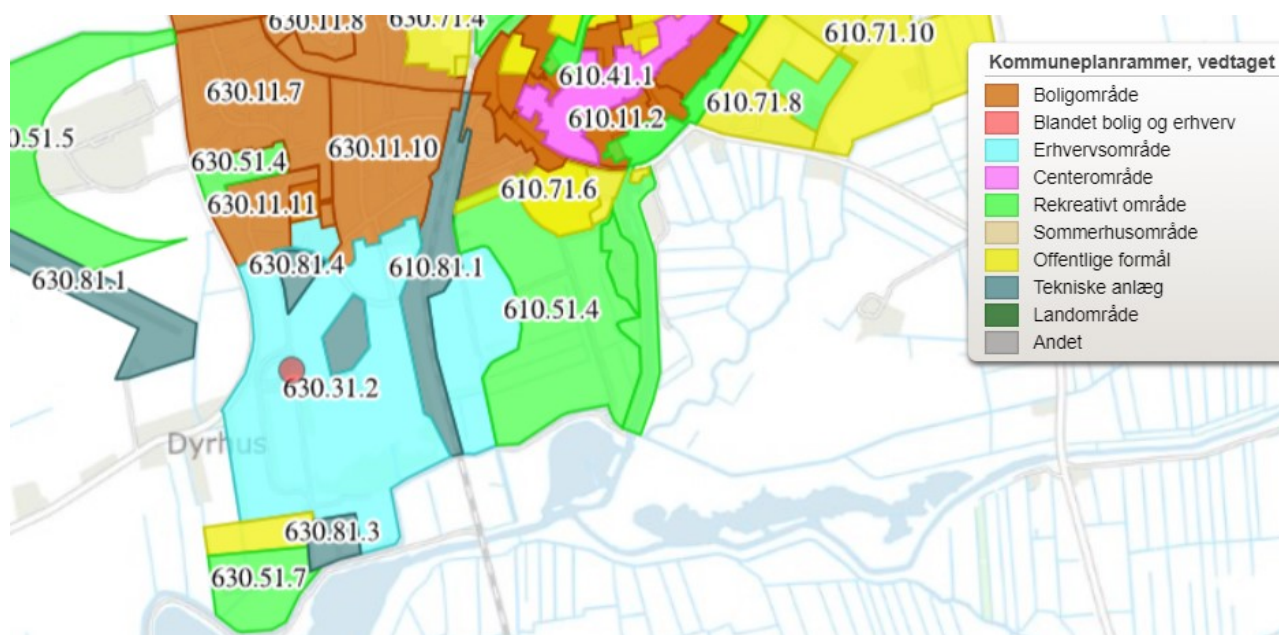 630.11.8
630.71.4
610.71.10
630.11.7
610.41.1
610.71.8
610.11.2
0.51.5
630.51.4
630.11.10
630.11.11
610.71.6
630.81.1
630.81.4
610.81.1
610.51.4
630.31.2
Dyrhus
630.81.3
630.51.7
Kommuneplanrammer, vedtaget
Boligområde
Blandet bolig og erhverv
Erhvervsområde
Centerområde
Rekreativt område
Sommerhusområde
Offentlige formål
Tekniske anlæg
Landområde
Andet